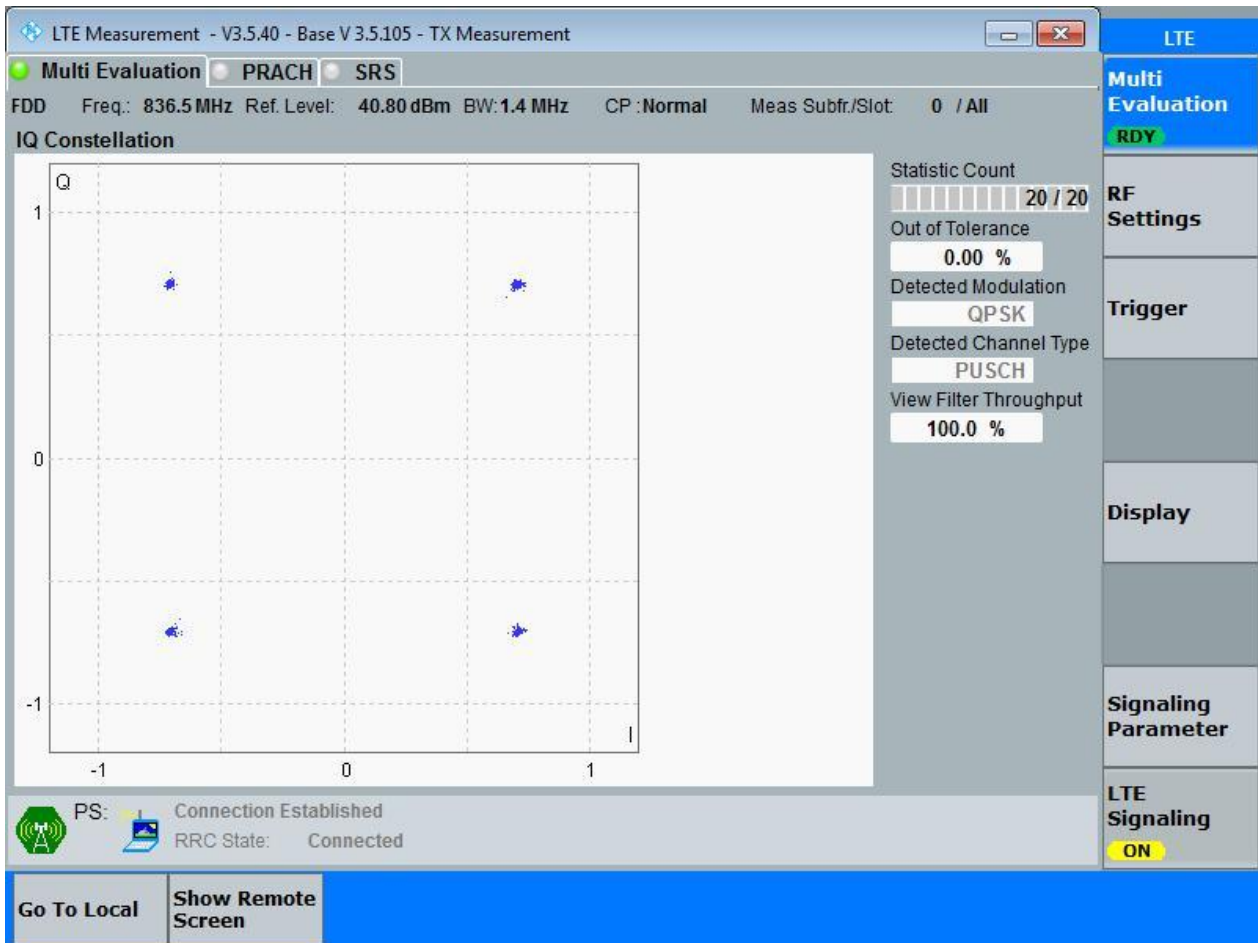 LTE Measurement - V3.5.40 - Base V 3.5.105 - TX Measurement
LTE
Multi Evaluation PRACH SRS
Multi
Evaluation
RDY
FDD Freq.: 836.5 MHz Ref. Level: 40.80 dBm BW: 1.4 MHz CP : Normal Meas Subfr./Slot: 0 / All
IQ Constellation
Q
1
0
-1
I
-1 0 1
Statistic Count
20 / 20
Out of Tolerance
0.00 %
Detected Modulation
QPSK
Detected Channel Type
PUSCH
View Filter Throughput
100.0 %
RF
Settings
Trigger
Display
Signaling
Parameter
LTE
Signaling
ON
PS: Connection Established
RRC State: Connected
Go To Local
Show Remote
Screen